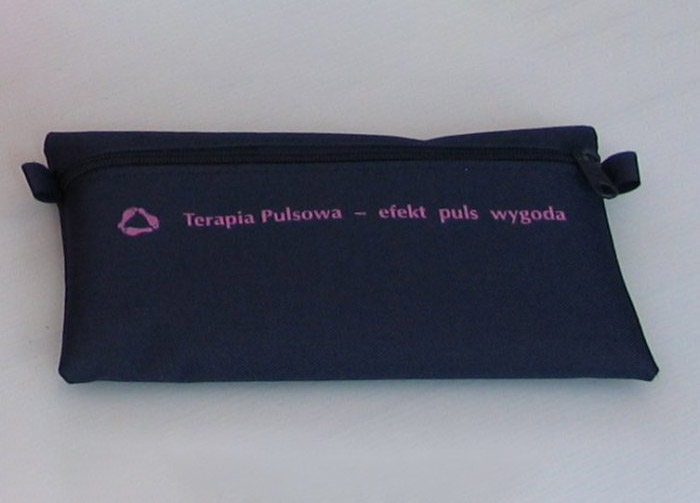 Terapia Pulsowa – efekt puls wygoda